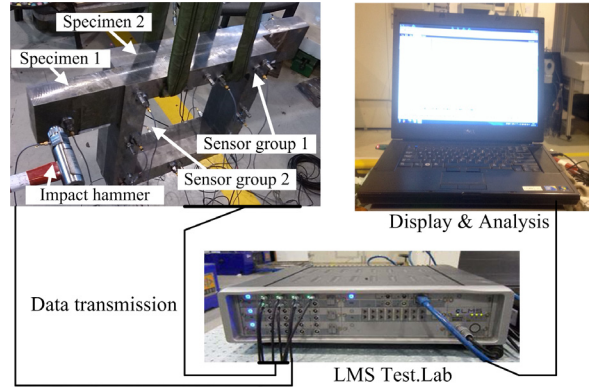 Specimen 2
Specimen 1
Sensor group 1
Sensor group 2
Impact hammer
Display & Analysis
Data transmission
LMS Test.Lab